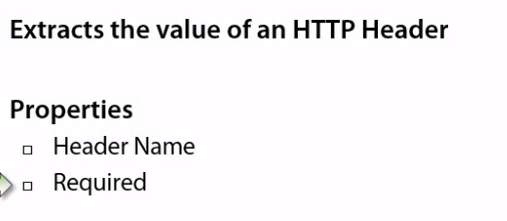 Extracts the value of an HTTP Header
Properties
Header Name
Required